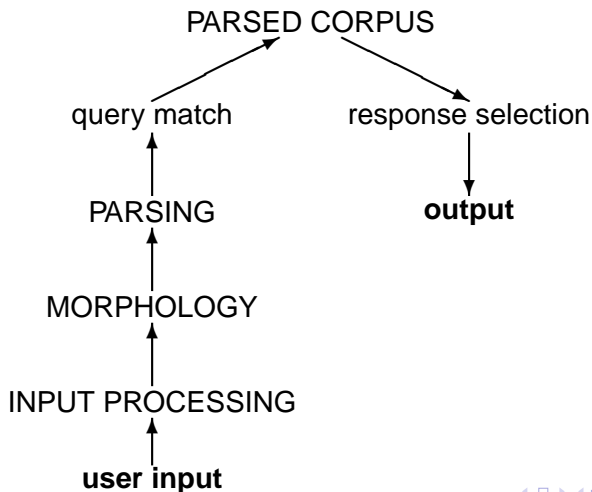 PARSED CORPUS
query match
response selection
PARSING
output
MORPHOLOGY
INPUT PROCESSING
user input